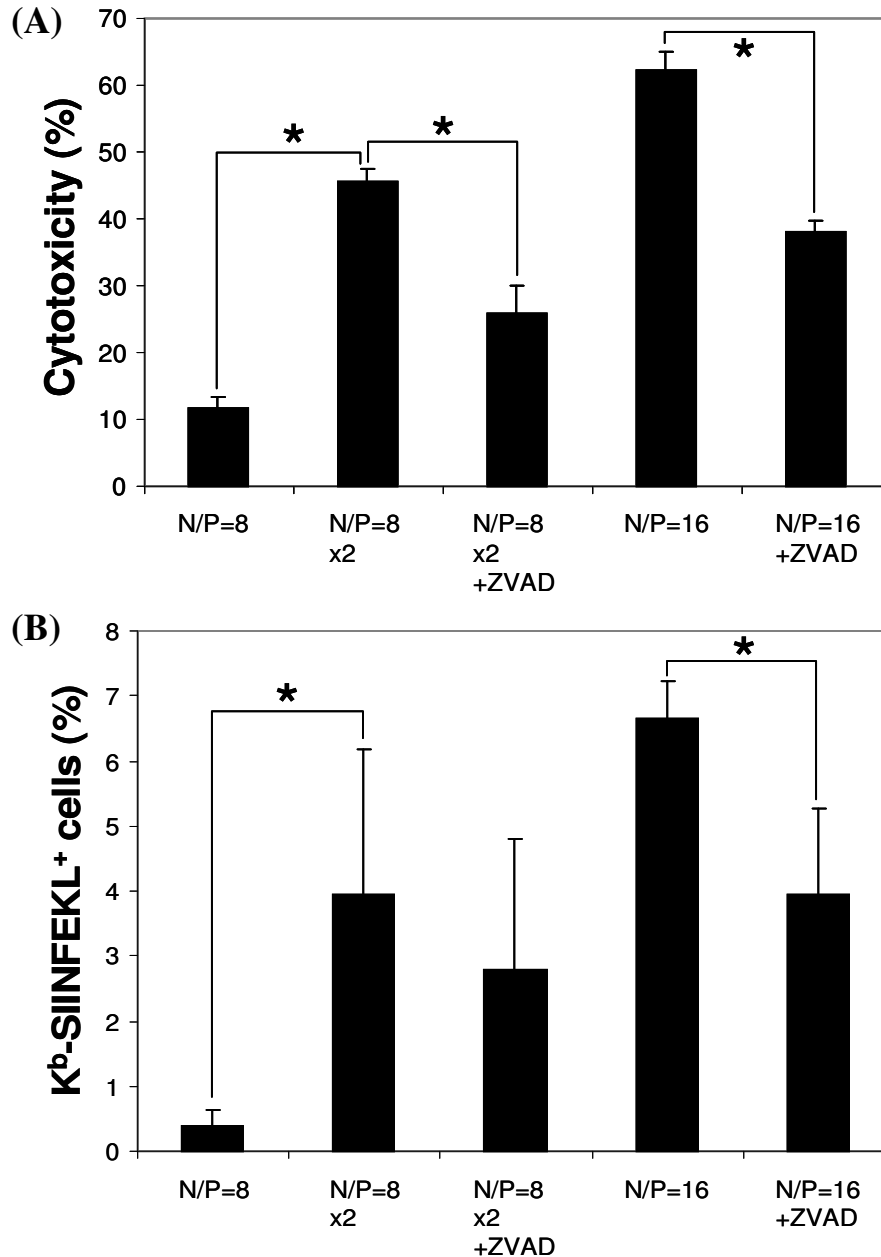 (A)
Cytotoxicity (%)
70
60
50
40
30
20
10
0
*
*
*
N/P=8
N/P=8
x2
N/P=8
x2
+ZVAD
N/P=16
N/P=16
+ZVAD
(B)
Kᵇ-SIINFEKL⁺ cells (%)
8
7
6
5
4
3
2
1
0
*
*
N/P=8
N/P=8
x2
N/P=8
x2
+ZVAD
N/P=16
N/P=16
+ZVAD